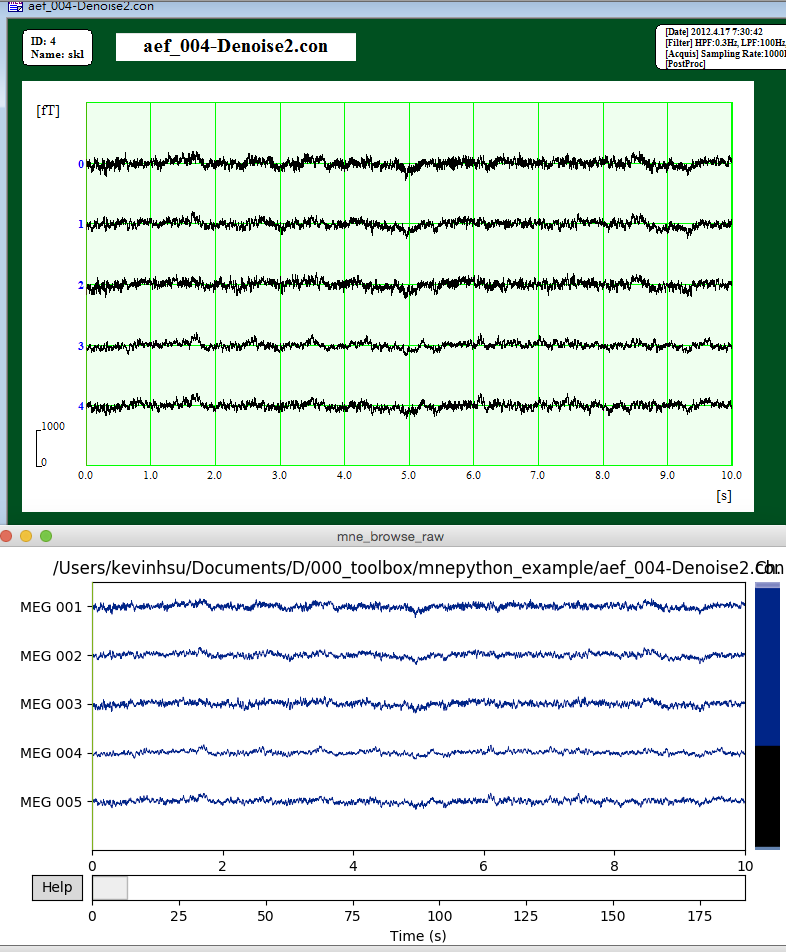 aef_004-Denoise2.con
ID: 4
Name: skl
aef_004-Denoise2.con
[Date] 2012.4.17 7:30:42
[Filter] HPF:0.3Hz, LPF:100Hz,
[Acquis] Sampling Rate:1000
[PostProc]
[fT]
0
1
2
3
4
1000
0
0.0 1.0 2.0 3.0 4.0 5.0 6.0 7.0 8.0 9.0 10.0
[s]
mne_browse_raw
/Users/kevinhsu/Documents/D/000_toolbox/mnepython_example/aef_004-Denoise2.con
MEG 001
MEG 002
MEG 003
MEG 004
MEG 005
0 2 4 6 8 10
Help
0 25 50 75 100 125 150 175
Time (s)